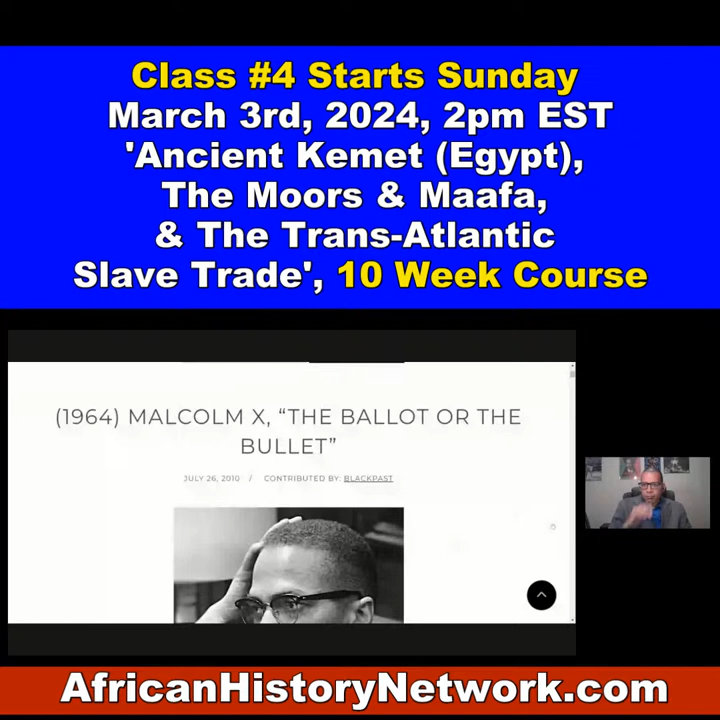 Class #4 Starts Sunday
March 3rd, 2024, 2pm EST
'Ancient Kemet (Egypt),
The Moors & Maafa,
& The Trans-Atlantic
Slave Trade', 10 Week Course
(1964) MALCOLM X, “THE BALLOT OR THE
BULLET”
JULY 26, 2010 / CONTRIBUTED BY: BLACKPAST
AfricanHistoryNetwork.com